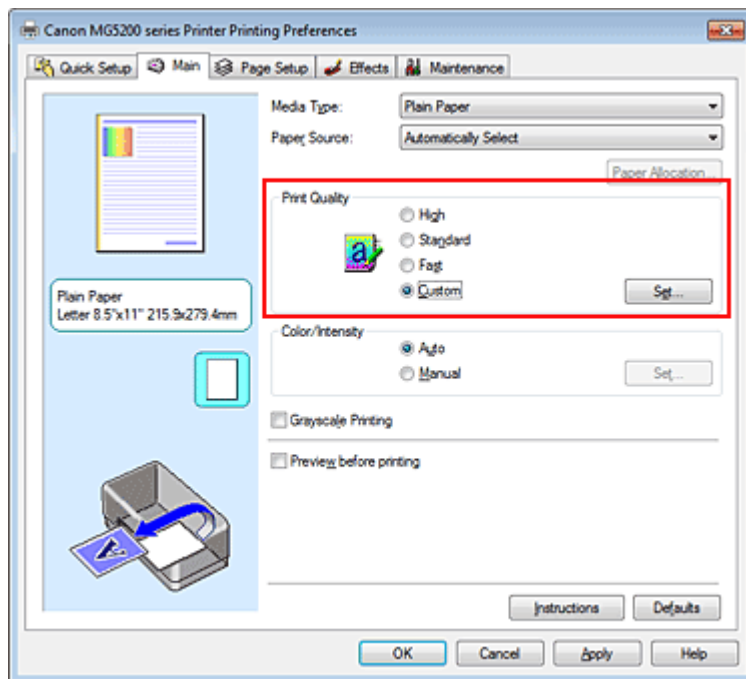 Canon MG5200 series Printer Printing Preferences
Quick Setup Main Page Setup Effects Maintenance
Media Type: Plain Paper
Paper Source: Automatically Select
Paper Allocation...
Print Quality
High
a Standard
Fast
Custom Set...
Plain Paper
Letter 8.5"x11" 215.9x279.4mm
Color/Intensity
Auto
Manual Set...
Grayscale Printing
Preview before printing
A
Instructions Defaults
OK Cancel Apply Help